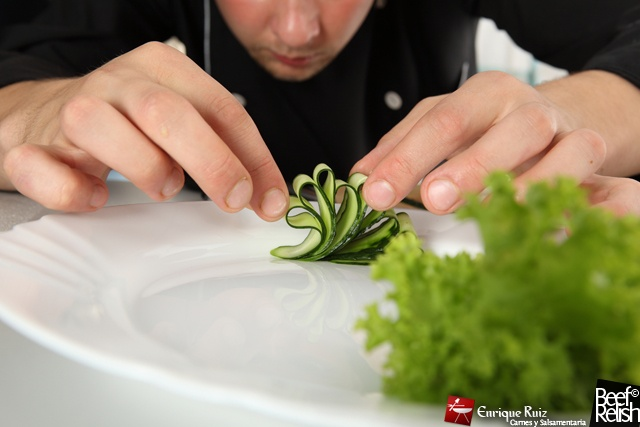 Enrique Ruiz
Carnes y Salsamentaria
Beef©
Relish